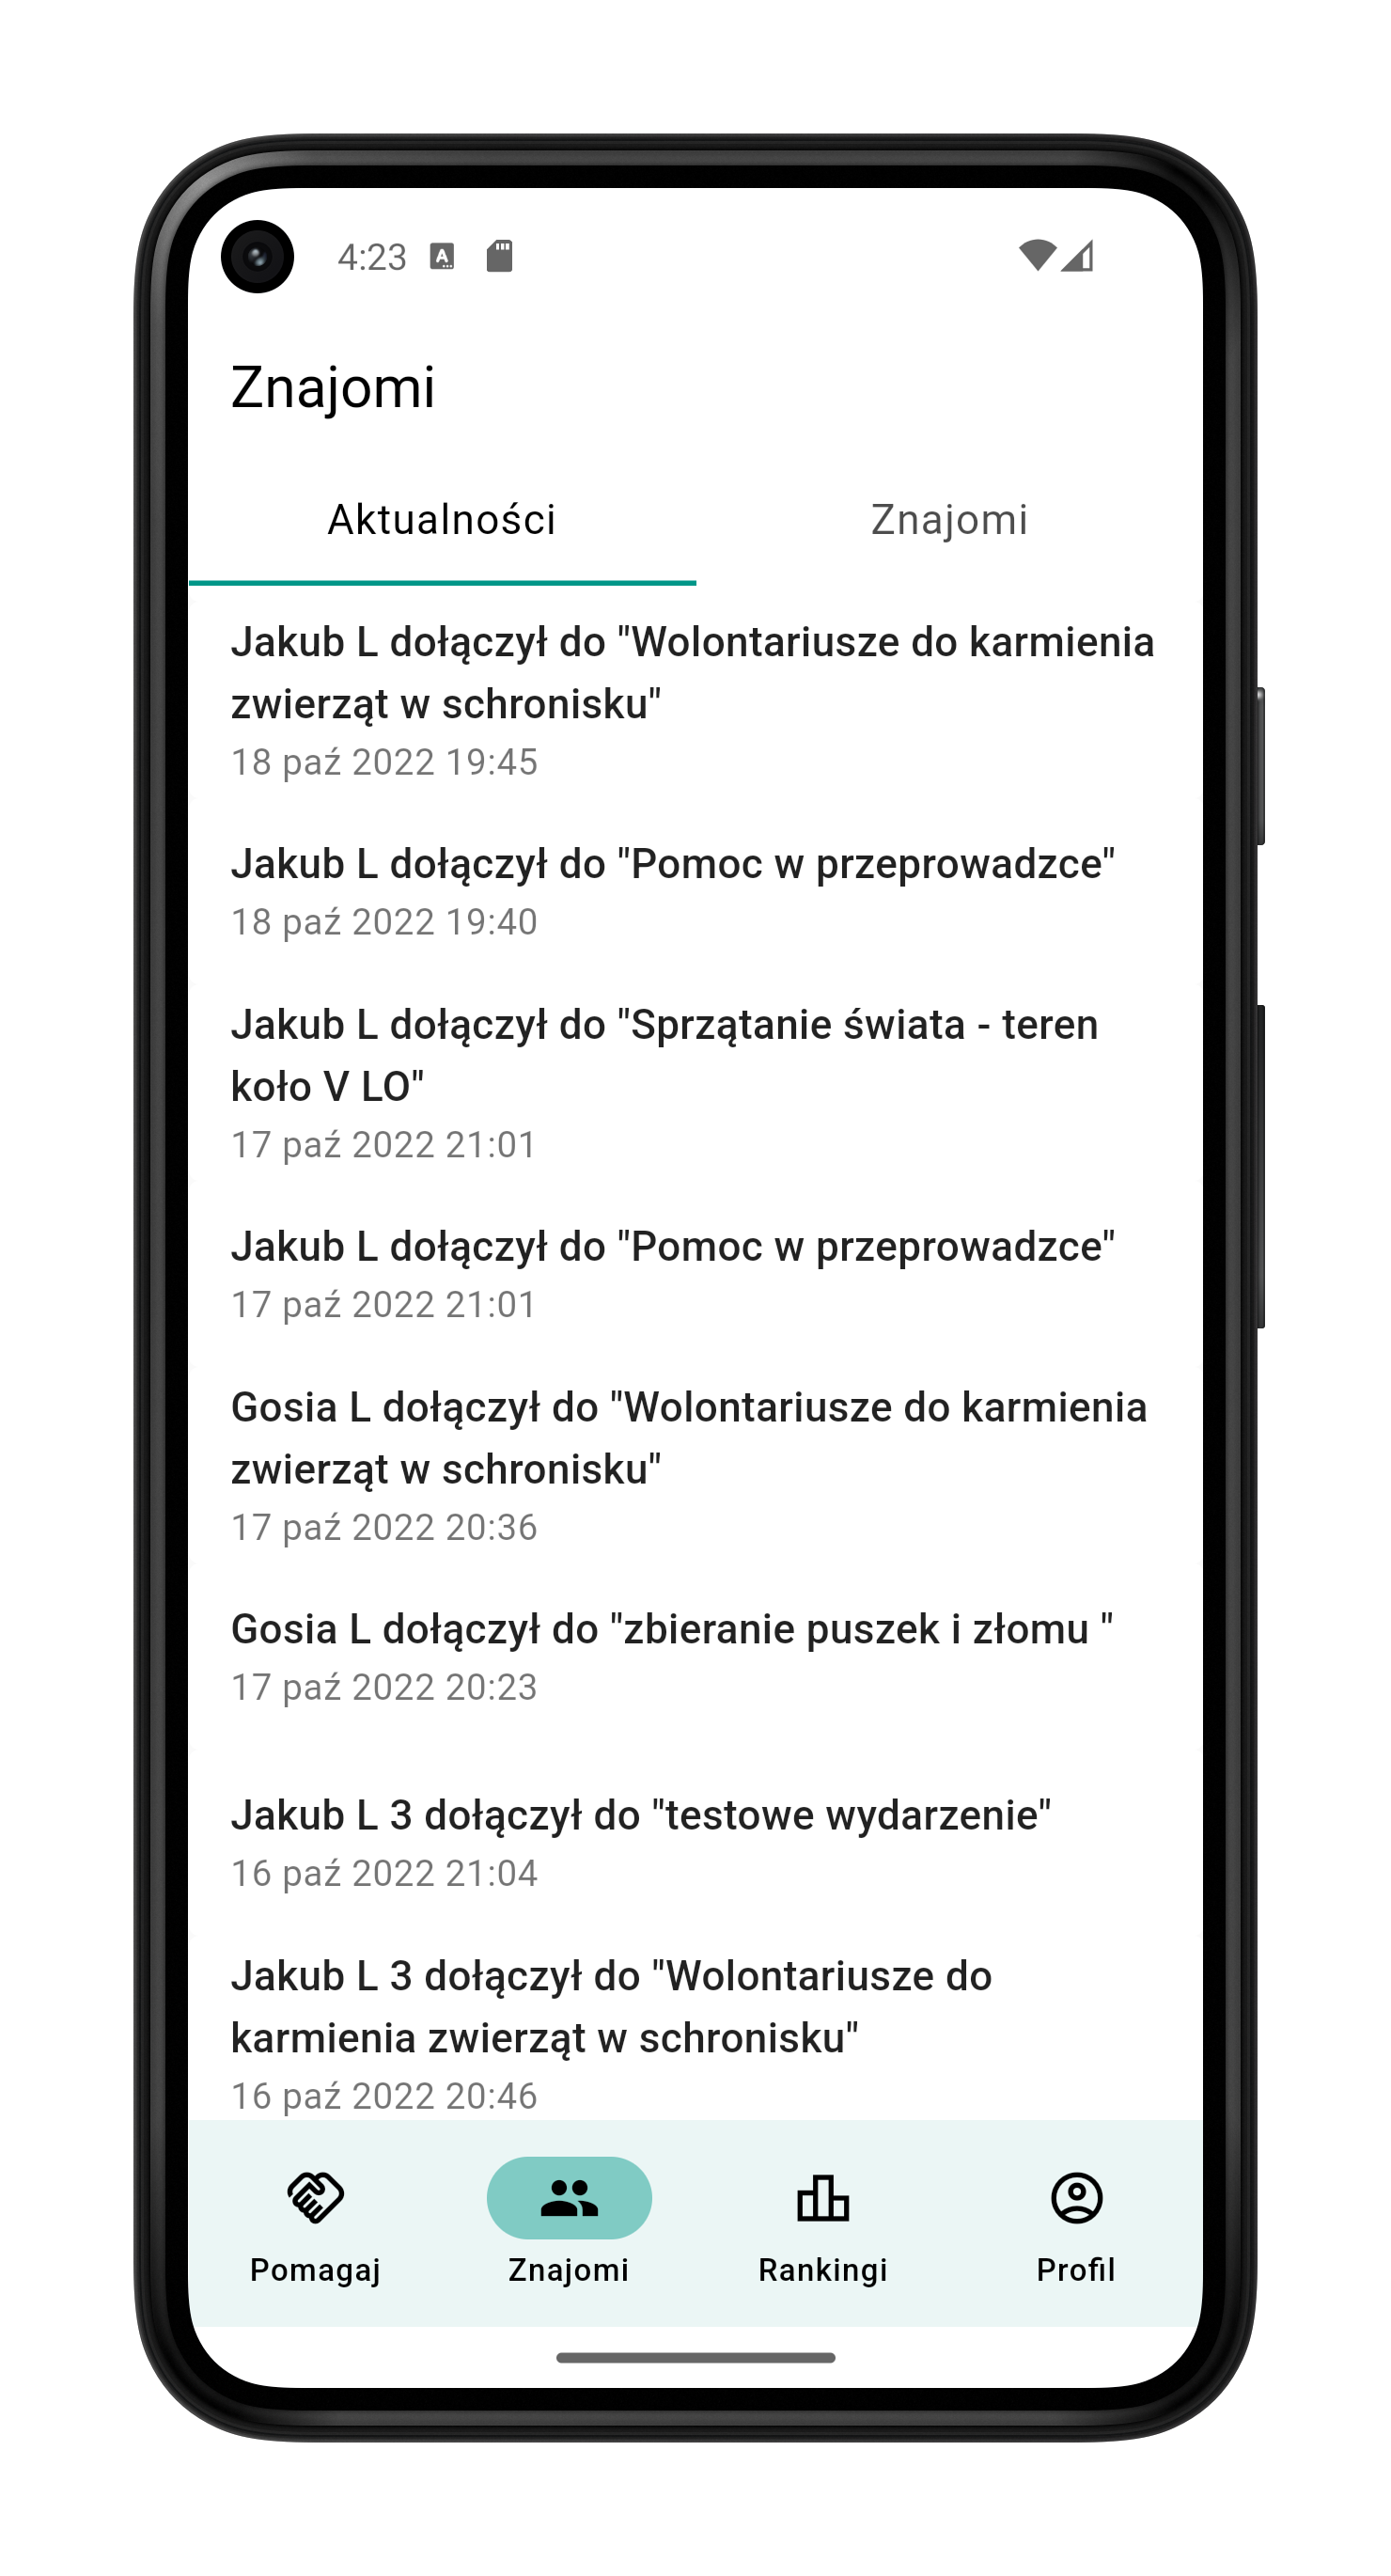 4:23
Znajomi
Aktualności
Znajomi
Jakub L dołączył do "Wolontariusze do karmienia
zwierząt w schronisku"
18 paź 2022 19:45
Jakub L dołączył do "Pomoc w przeprowadzce"
18 paź 2022 19:40
Jakub L dołączył do "Sprzątanie świata - teren
koło V LO"
17 paź 2022 21:01
Jakub L dołączył do "Pomoc w przeprowadzce"
17 paź 2022 21:01
Gosia L dołączył do "Wolontariusze do karmienia
zwierząt w schronisku"
17 paź 2022 20:36
Gosia L dołączył do "zbieranie puszek i złomu "
17 paź 2022 20:23
Jakub L 3 dołączył do "testowe wydarzenie"
16 paź 2022 21:04
Jakub L 3 dołączył do "Wolontariusze do
karmienia zwierząt w schronisku"
16 paź 2022 20:46
Pomagaj
Znajomi
Rankingi
Profil